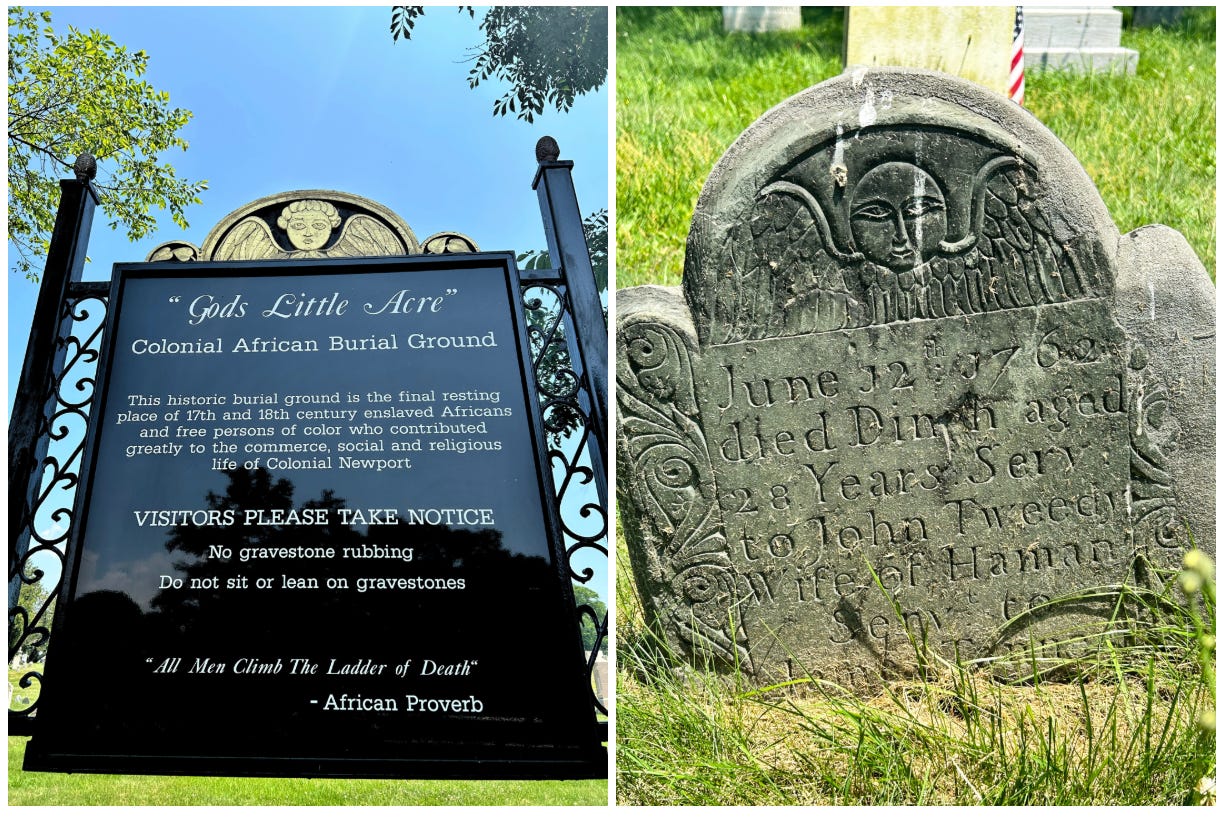 "Gods Little Acre"
Colonial African Burial Ground
This historic burial ground is the final resting
place of 17th and 18th century enslaved Africans
and free persons of color who contributed
greatly to the commerce, social and religious
life of Colonial Newport
VISITORS PLEASE TAKE NOTICE
No gravestone rubbing
Do not sit or lean on gravestones
"All Men Climb The Ladder of Death"
- African Proverb
June 12th 1762
died Dinah aged
28 Years Serv.t
to John Tweedy
Wife of Haman
Serv.t to